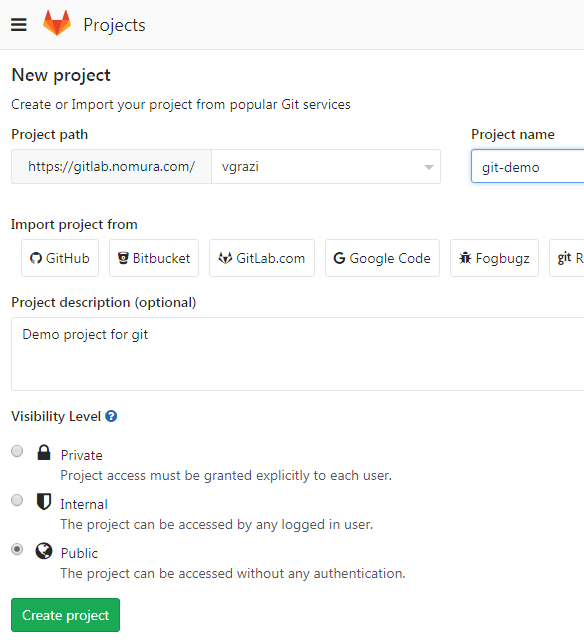 Projects
New project
Create or Import your project from popular Git services
Project path Project name
https://gitlab.nomura.com/ vgrazi git-demo
Import project from
GitHub Bitbucket GitLab.com Google Code Fogbugz git R
Project description (optional)
Demo project for git
Visibility Level ?
Private
Project access must be granted explicitly to each user.
Internal
The project can be accessed by any logged in user.
Public
The project can be accessed without any authentication.
Create project